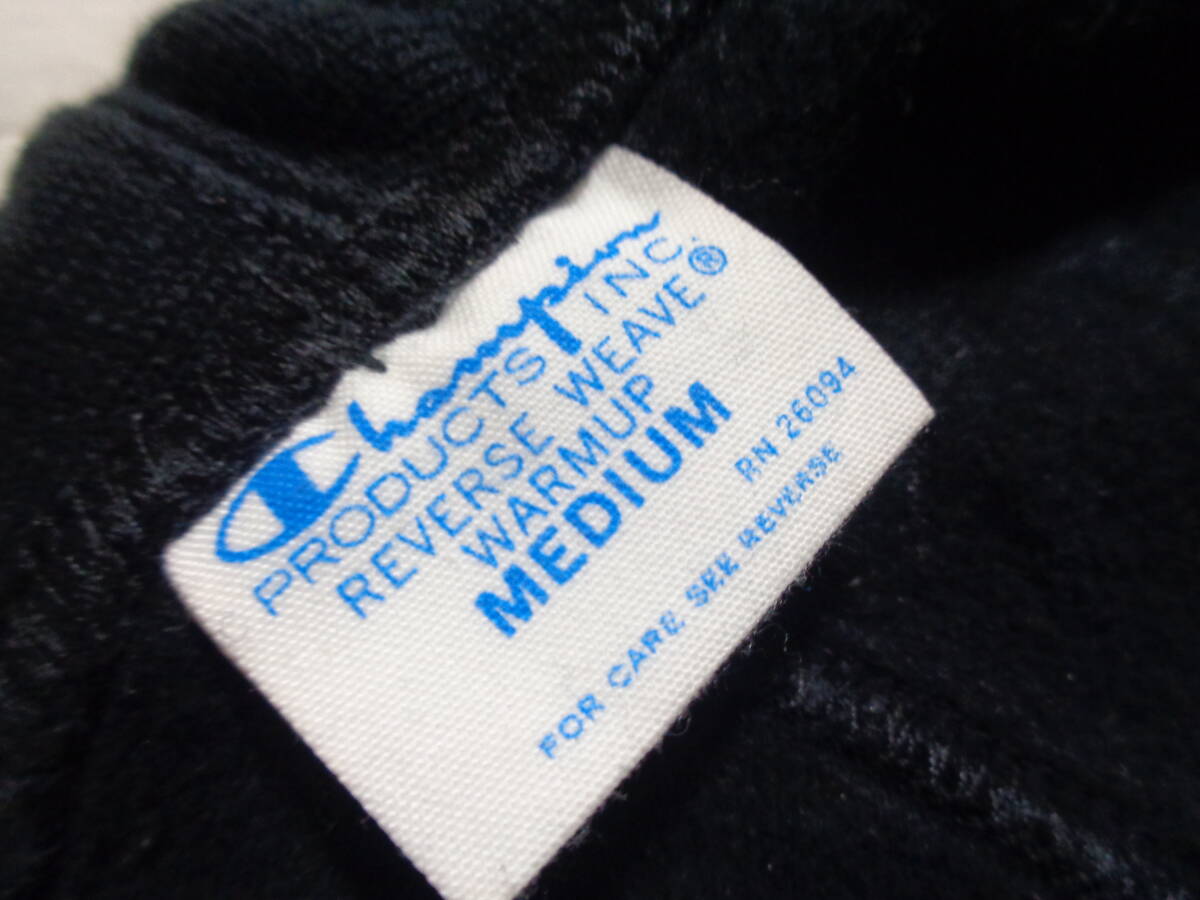 Champion
PRODUCTS INC.
REVERSE WEAVE®
WARMUP
MEDIUM
RN 26094
FOR CARE SEE REVERSE